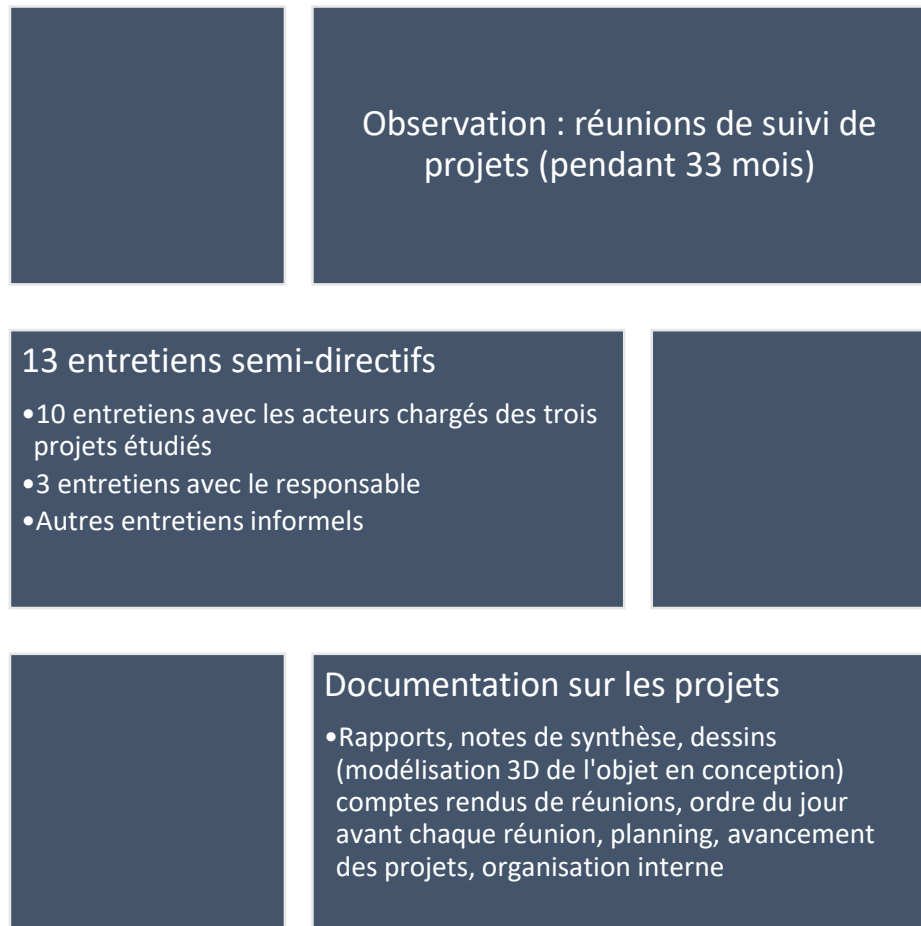 Observation : réunions de suivi de
projets (pendant 33 mois)
13 entretiens semi-directifs
•10 entretiens avec les acteurs chargés des trois
projets étudiés
•3 entretiens avec le responsable
•Autres entretiens informels
Documentation sur les projets
•Rapports, notes de synthèse, dessins
(modélisation 3D de l'objet en conception)
comptes rendus de réunions, ordre du jour
avant chaque réunion, planning, avancement
des projets, organisation interne